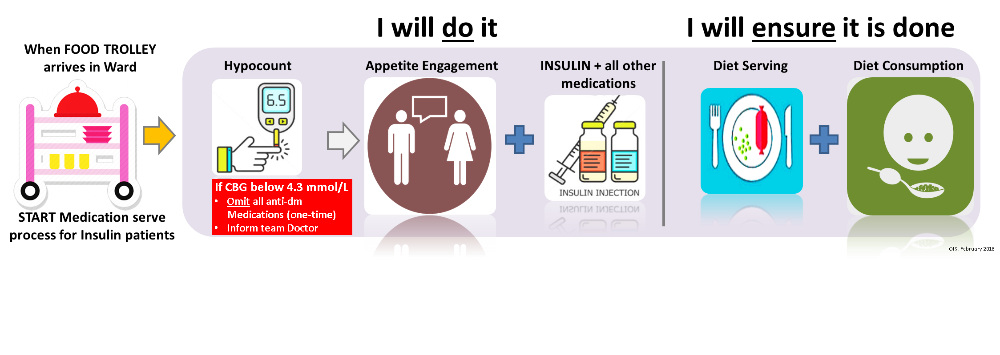 I will do it
I will ensure it is done
When FOOD TROLLEY
arrives in Ward
START Medication serve
process for Insulin patients
Hypocount
6.5
If CBG below 4.3 mmol/L
• Omit all anti-dm
Medications (one-time)
• Inform team Doctor
Appetite Engagement
INSULIN + all other
medications
INSULIN INJECTION
Diet Serving
Diet Consumption
OIS . February 2018